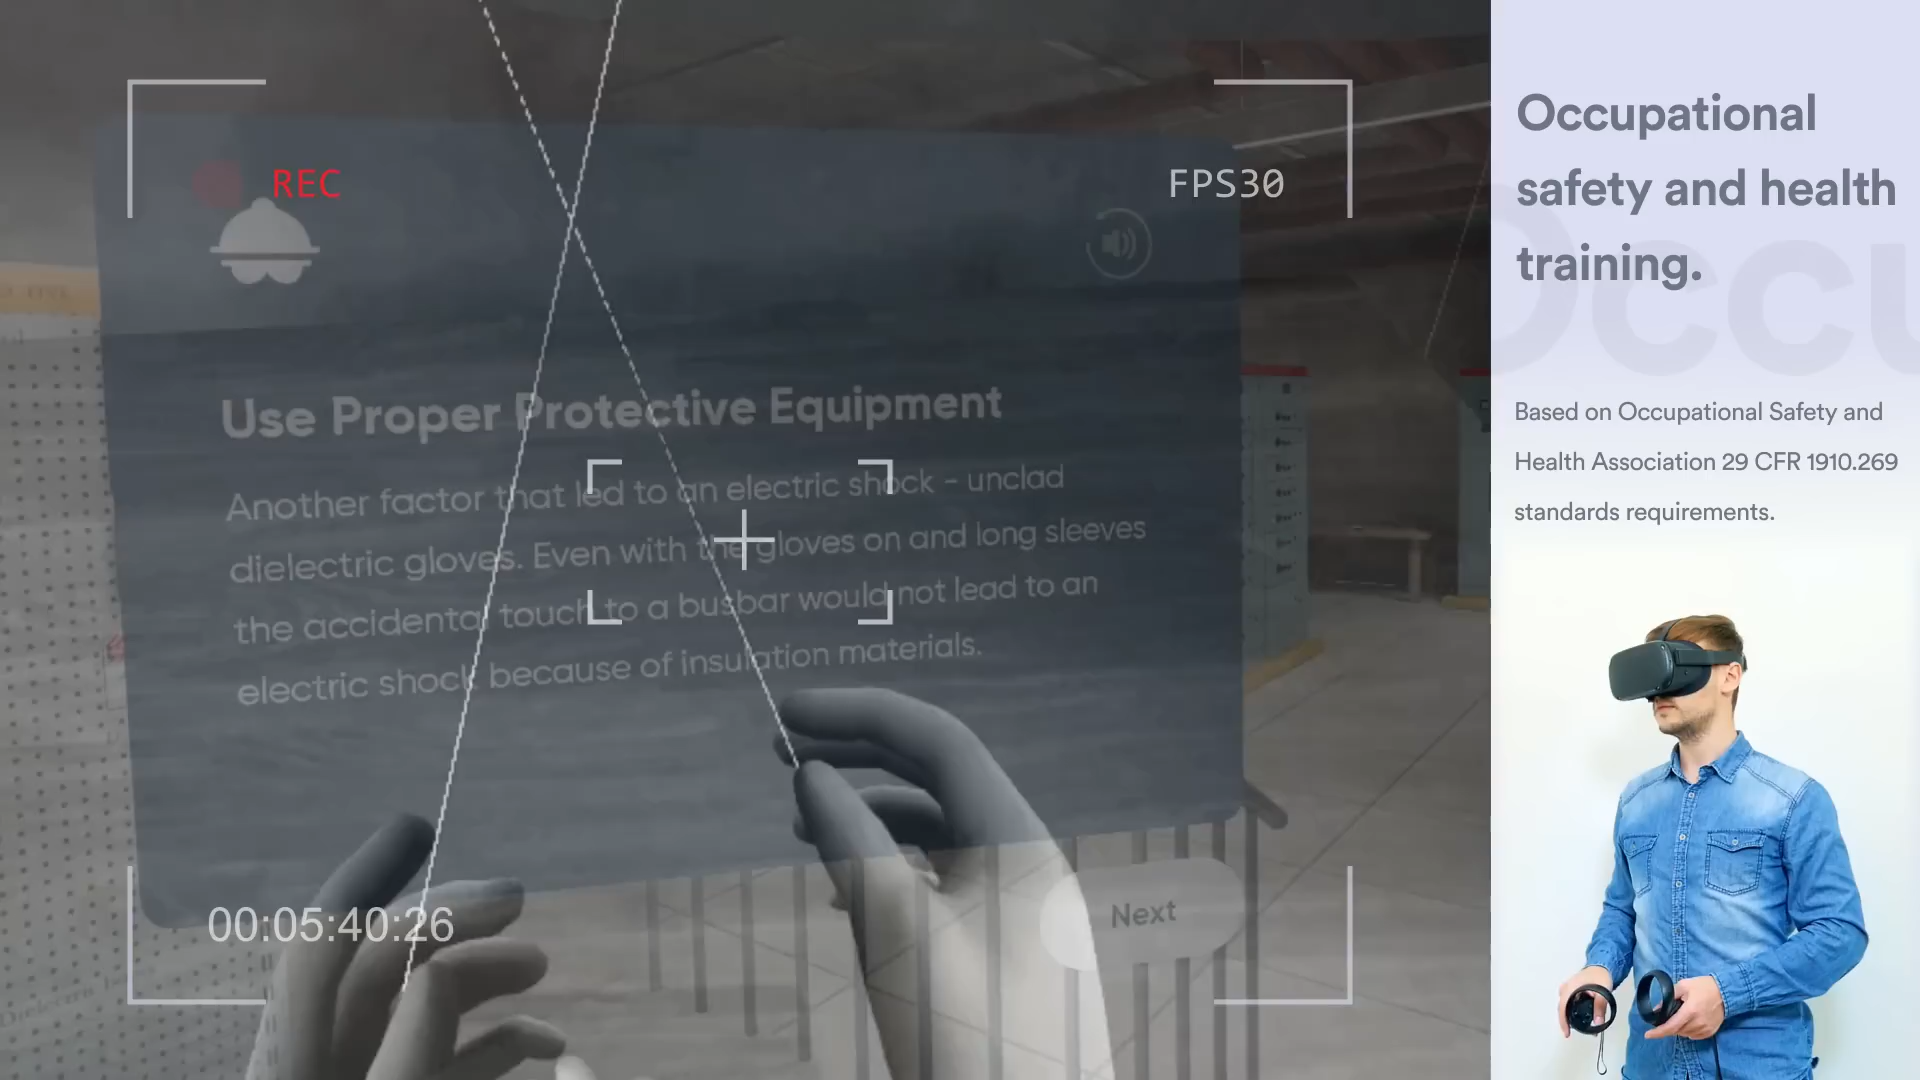 REC
FPS30
Use Proper Protective Equipment
Another factor that led to an electric shock - unclad
dielectric gloves. Even with the gloves on and long sleeves
the accidental touch to a busbar would not lead to an
electric shock because of insulation materials.
Next
00:05:40:26
Occupational
safety and health
training.
Occu
Based on Occupational Safety and
Health Association 29 CFR 1910.269
standards requirements.